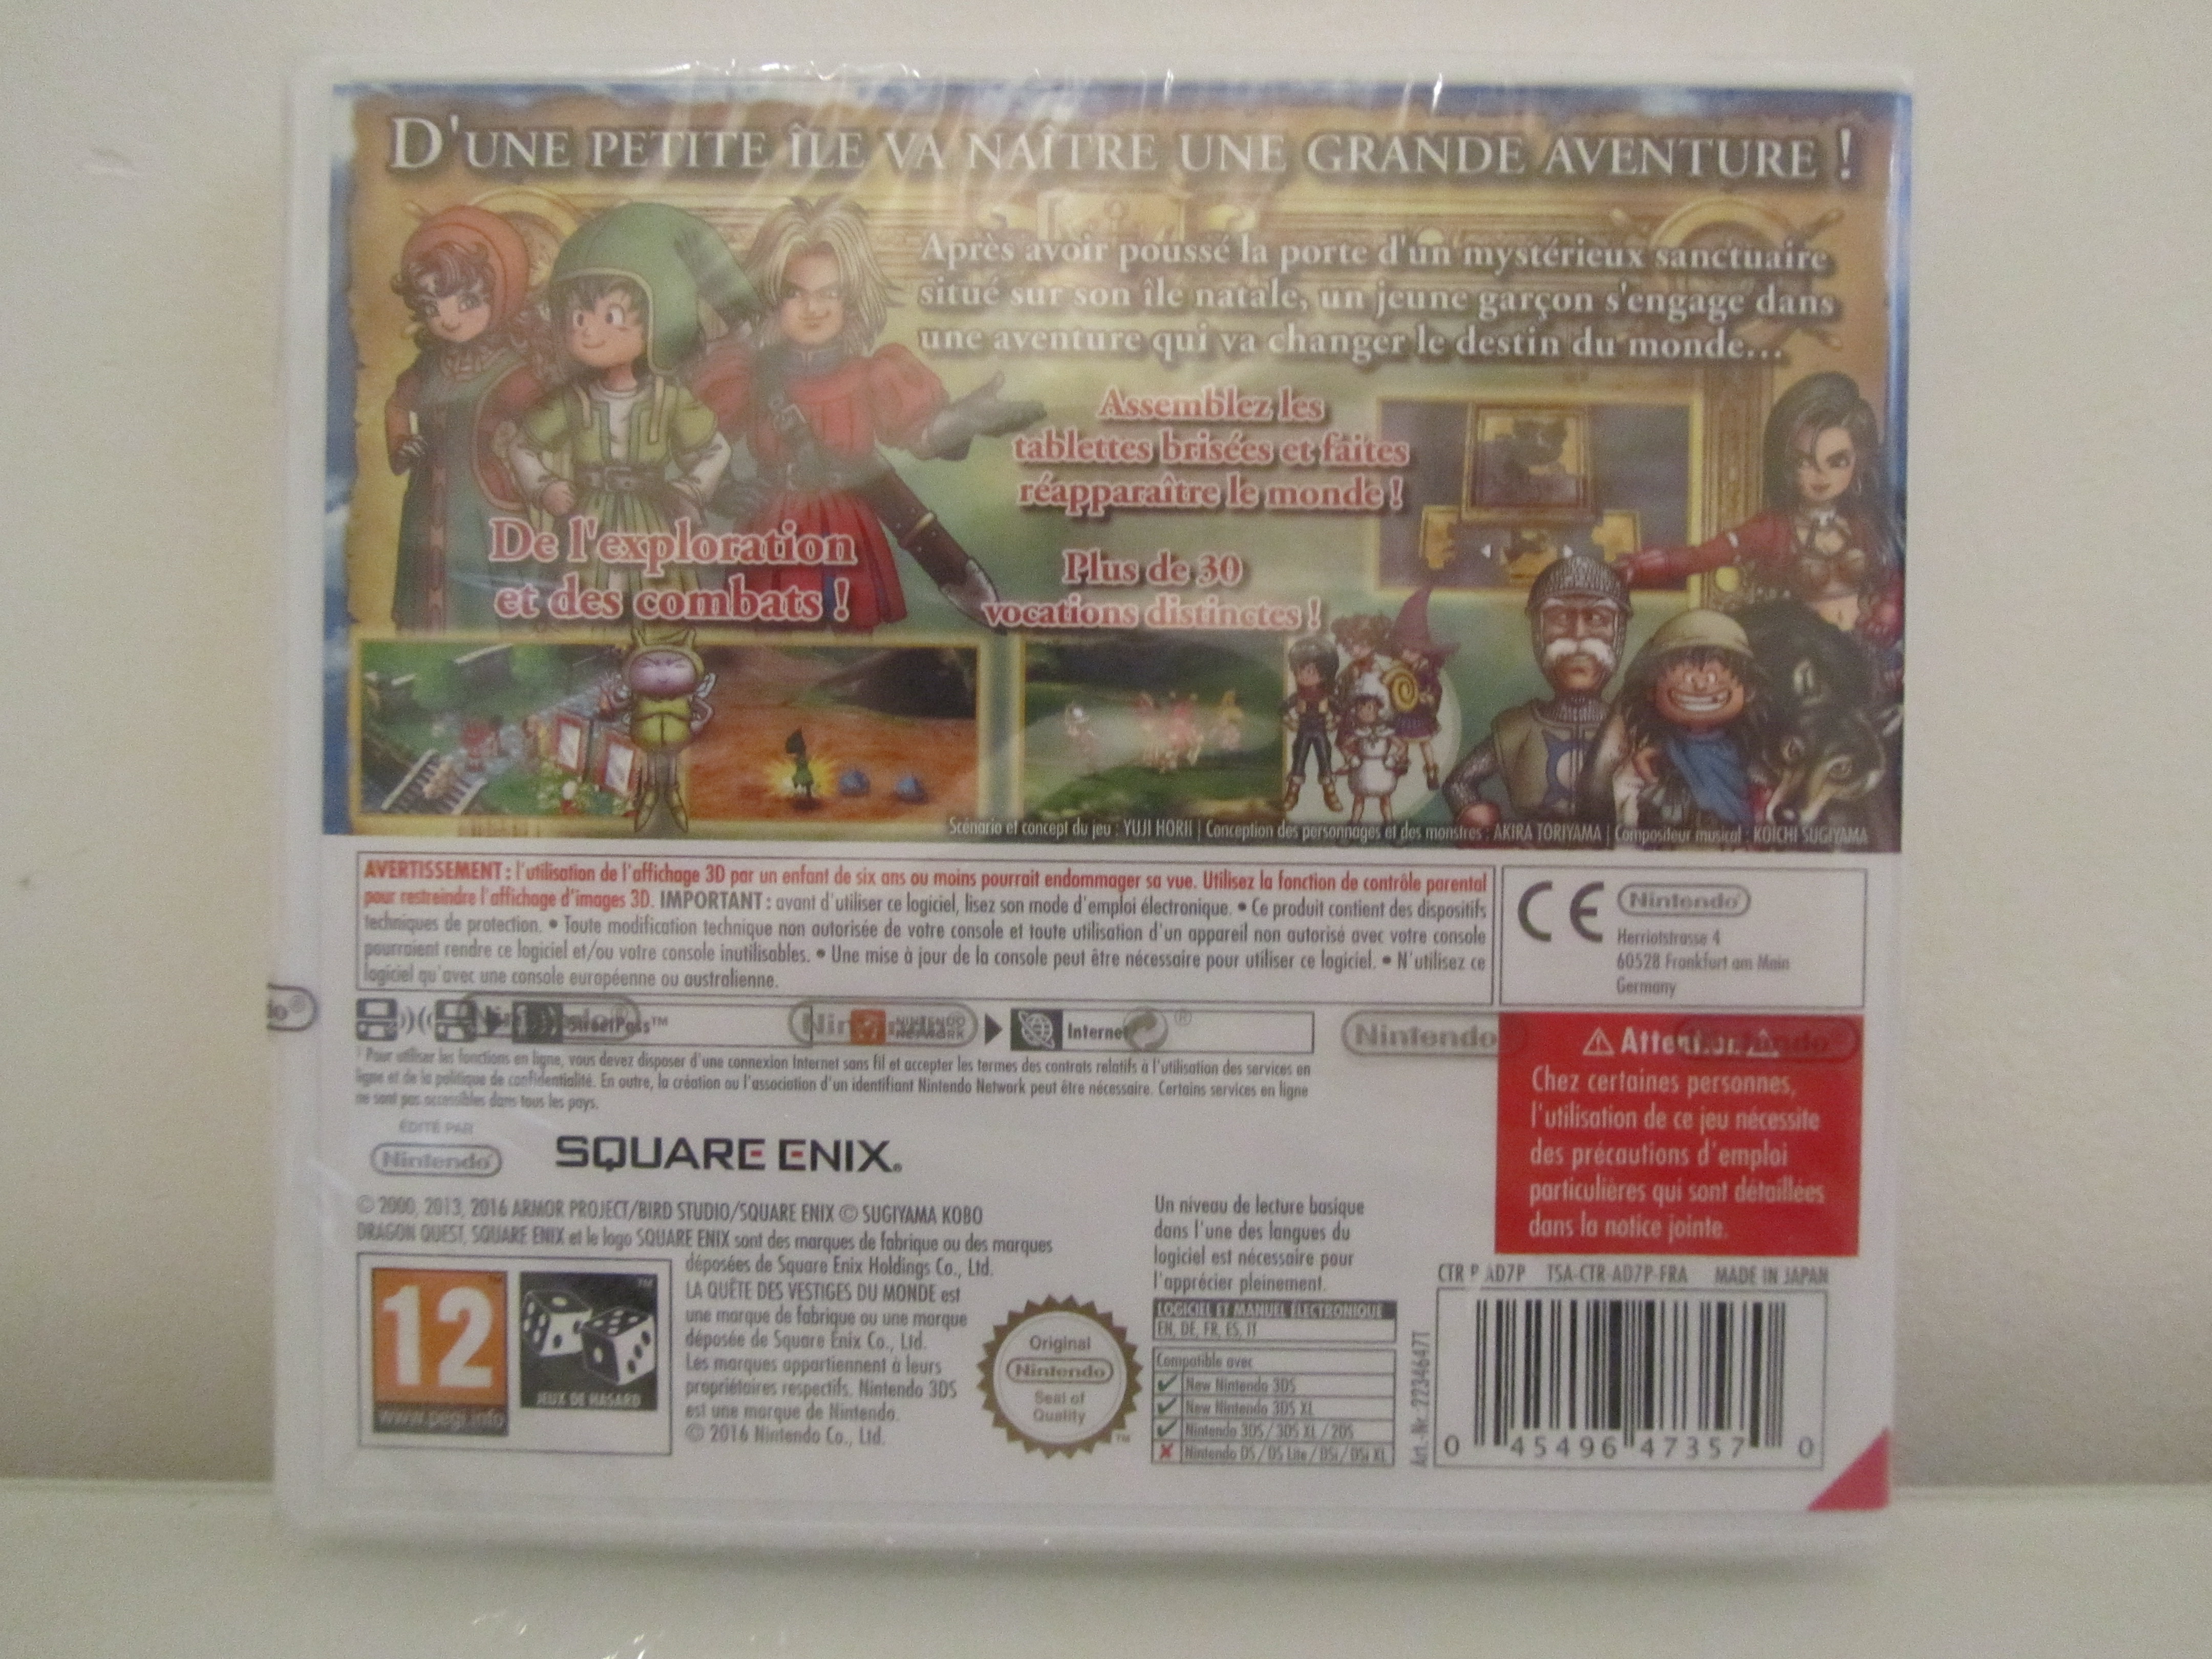 D'UNE PETITE ÎLE VA NAÎTRE UNE GRANDE AVENTURE !
Après avoir poussé la porte d'un mystérieux sanctuaire
situé sur son île natale, un jeune garçon s'engage dans
une aventure qui va changer le destin du monde...
Assemblez les
tablettes brisées et faites
réapparaître le monde !
De l'exploration
et des combats !
Plus de 30
vocations distinctes !
Scénario et concept du jeu : YUJI HORII | Conception des personnages et des monstres : AKIRA TORIYAMA | Compositeur musical : KOICHI SUGIYAMA
AVERTISSEMENT : l'utilisation de l'affichage 3D par un enfant de six ans ou moins pourrait endommager sa vue. Utilisez la fonction de contrôle parental
pour restreindre l'affichage d'images 3D. IMPORTANT : avant d'utiliser ce logiciel, lisez son mode d'emploi électronique. • Ce produit contient des dispositifs
techniques de protection. • Toute modification technique non autorisée de votre console et toute utilisation d'un appareil non autorisé avec votre console
pourraient rendre ce logiciel et/ou votre console inutilisables. • Une mise à jour de la console peut être nécessaire pour utiliser ce logiciel. • N'utilisez ce
logiciel qu'avec une console européenne ou australienne.
CE
Nintendo
Herriotstrasse 4
60528 Frankfurt am Main
Germany
StreetPass™
NINTENDO
NETWORK
Internet
Nintendo
Pour utiliser les fonctions en ligne, vous devez disposer d'une connexion Internet sans fil et accepter les termes des contrats relatifs à l'utilisation des services en
ligne et de la politique de confidentialité. En outre, la création ou l'association d'un identifiant Nintendo Network peut être nécessaire. Certains services en ligne
ne sont pas accessibles dans tous les pays.
Attention
Chez certaines personnes,
l'utilisation de ce jeu nécessite
des précautions d'emploi
particulières qui sont détaillées
dans la notice jointe.
ÉDITÉ PAR
Nintendo
SQUARE ENIX.
© 2000, 2013, 2016 ARMOR PROJECT/BIRD STUDIO/SQUARE ENIX © SUGIYAMA KOBO
DRAGON QUEST, SQUARE ENIX et le logo SQUARE ENIX sont des marques de fabrique ou des marques
déposées de Square Enix Holdings Co., Ltd.
LA QUÊTE DES VESTIGES DU MONDE est
une marque de fabrique ou une marque
déposée de Square Enix Co., Ltd.
Les marques appartiennent à leurs
propriétaires respectifs. Nintendo 3DS
est une marque de Nintendo.
© 2016 Nintendo Co., Ltd.
12
www.pegi.info
JEUX DE HASARD
Original
Nintendo
Seal of
Quality
Un niveau de lecture basique
dans l'une des langues du
logiciel est nécessaire pour
l'apprécier pleinement.
LOGICIEL ET MANUEL ÉLECTRONIQUE
EN, DE, FR, ES, IT
Compatible avec
New Nintendo 3DS
New Nintendo 3DS XL
Nintendo 3DS / 3DS XL / 2DS
Nintendo DS / DS Lite / DSi / DSi XL
CTR P AD7P TSA-CTR-AD7P-FRA MADE IN JAPAN
Art.-Nr. 2234647T
0 45496 47357 0